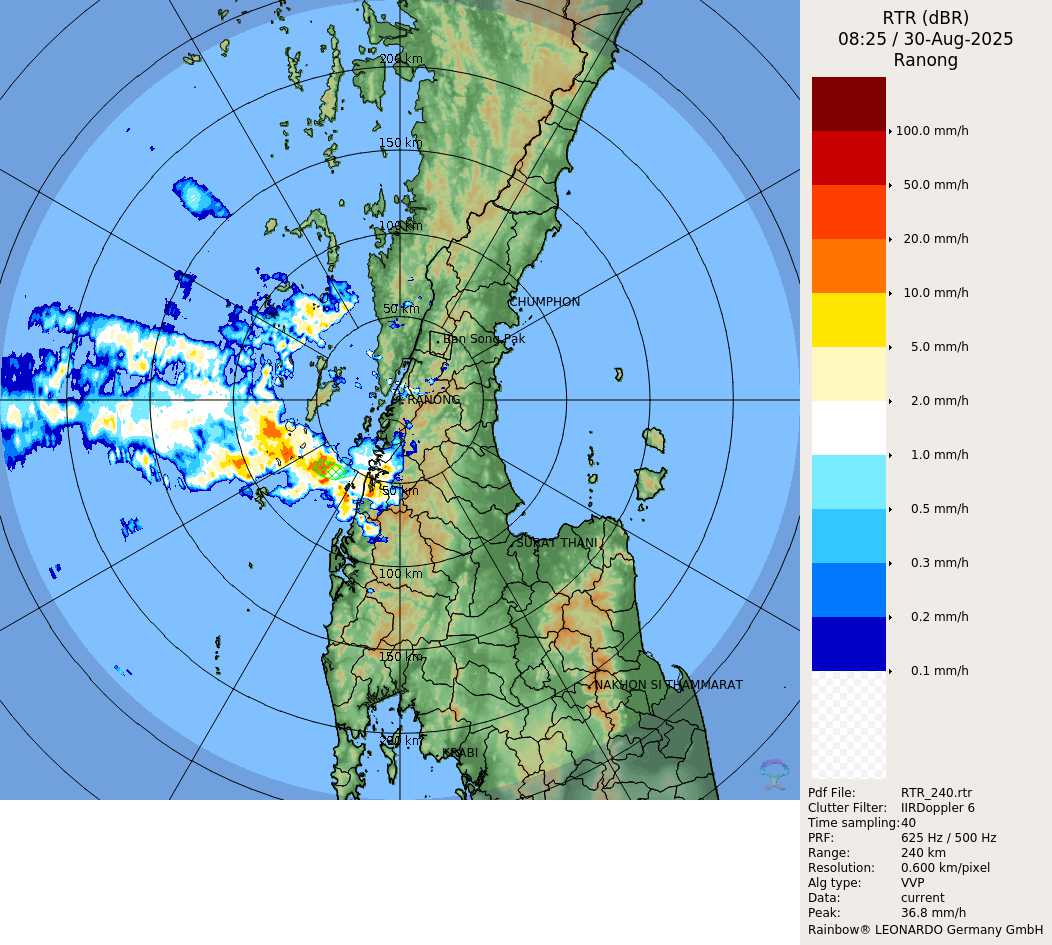 RTR (dBR)
08:25 / 30-Aug-2025
Ranong
200 km
150 km
100 km
50 km
CHUMPHON
Ban Song Pak
RANONG
50 km
SURAT THANI
100 km
150 km
NAKHON SI THAMMARAT
200 km
KRABI
100.0 mm/h
50.0 mm/h
20.0 mm/h
10.0 mm/h
5.0 mm/h
2.0 mm/h
1.0 mm/h
0.5 mm/h
0.3 mm/h
0.2 mm/h
0.1 mm/h
Pdf File: RTR_240.rtr
Clutter Filter: IIRDoppler 6
Time sampling: 40
PRF: 625 Hz / 500 Hz
Range: 240 km
Resolution: 0.600 km/pixel
Alg type: VVP
Data: current
Peak: 36.8 mm/h
Rainbow® LEONARDO Germany GmbH